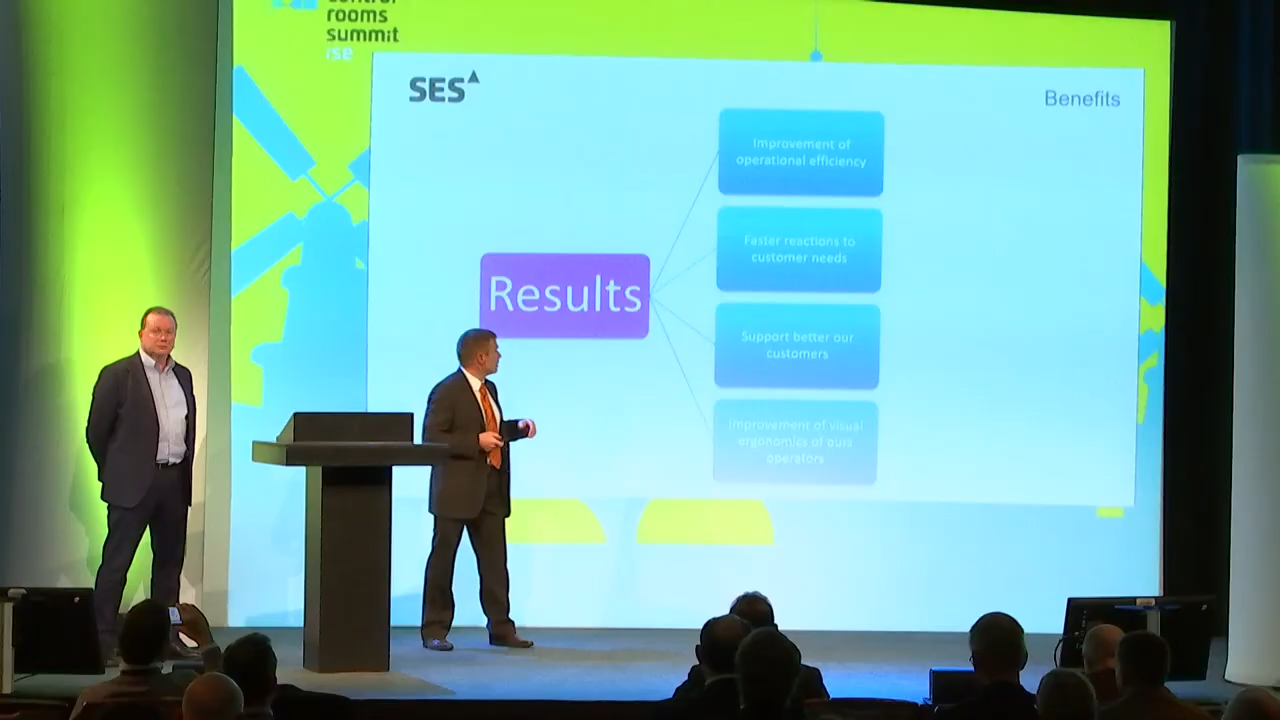 control
rooms
summit
ise
SES
Benefits
Improvement of
operational efficiency
Faster reactions to
customer needs
Results
Support better our
customers
Improvement of visual
ergonomics of ours
operators